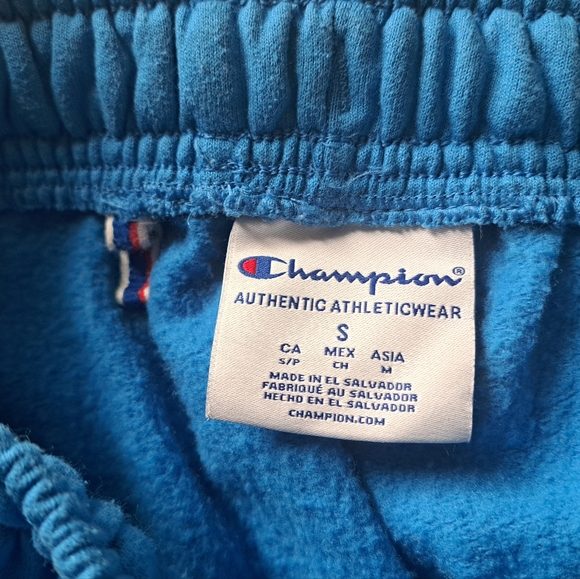 Champion®
AUTHENTIC ATHLETICWEAR
S
CA MEX ASIA
S/P CH M
MADE IN EL SALVADOR
FABRIQUÉ AU SALVADOR
HECHO EN EL SALVADOR
CHAMPION.COM